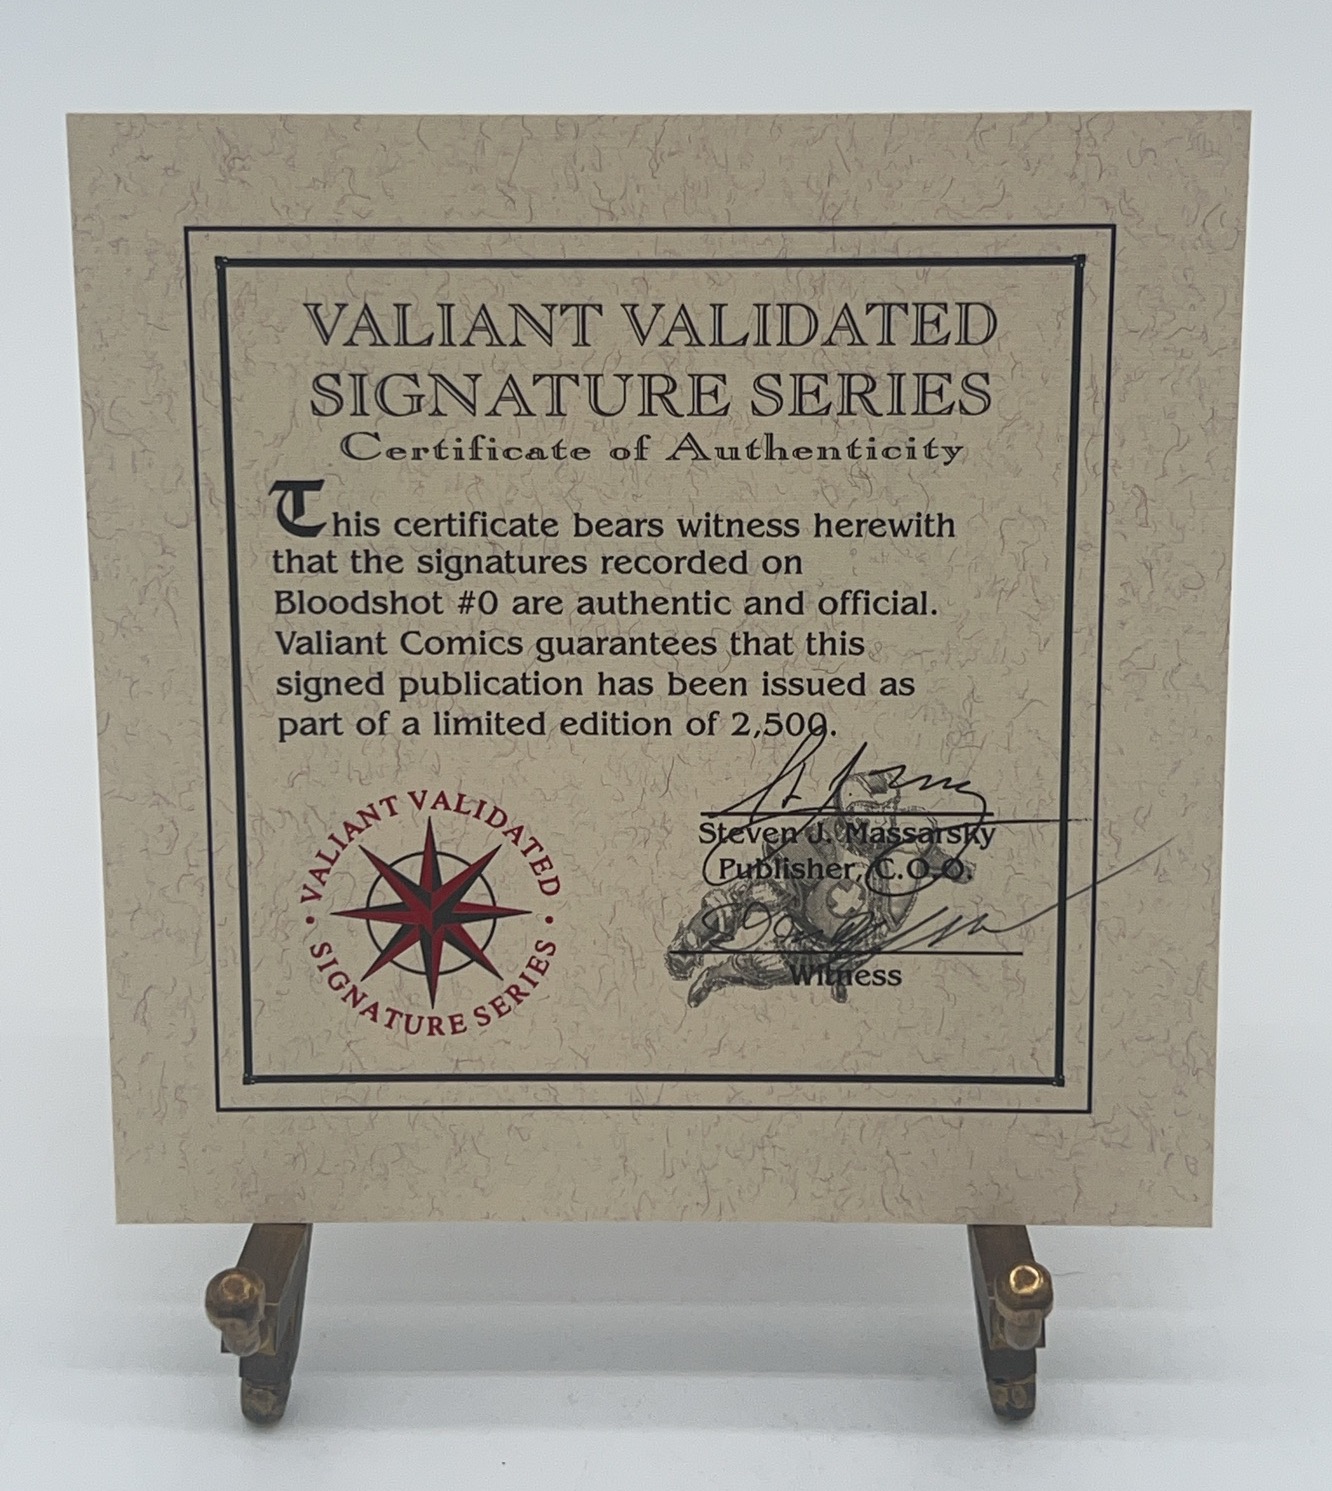 VALIANT VALIDATED
SIGNATURE SERIES
Certificate of Authenticity
This certificate bears witness herewith
that the signatures recorded on
Bloodshot #0 are authentic and official.
Valiant Comics guarantees that this
signed publication has been issued as
part of a limited edition of 2,500.
VALIANT VALIDATED
SIGNATURE SERIES
Steven J. Massarsky
Publisher, C.O.O.
Witness